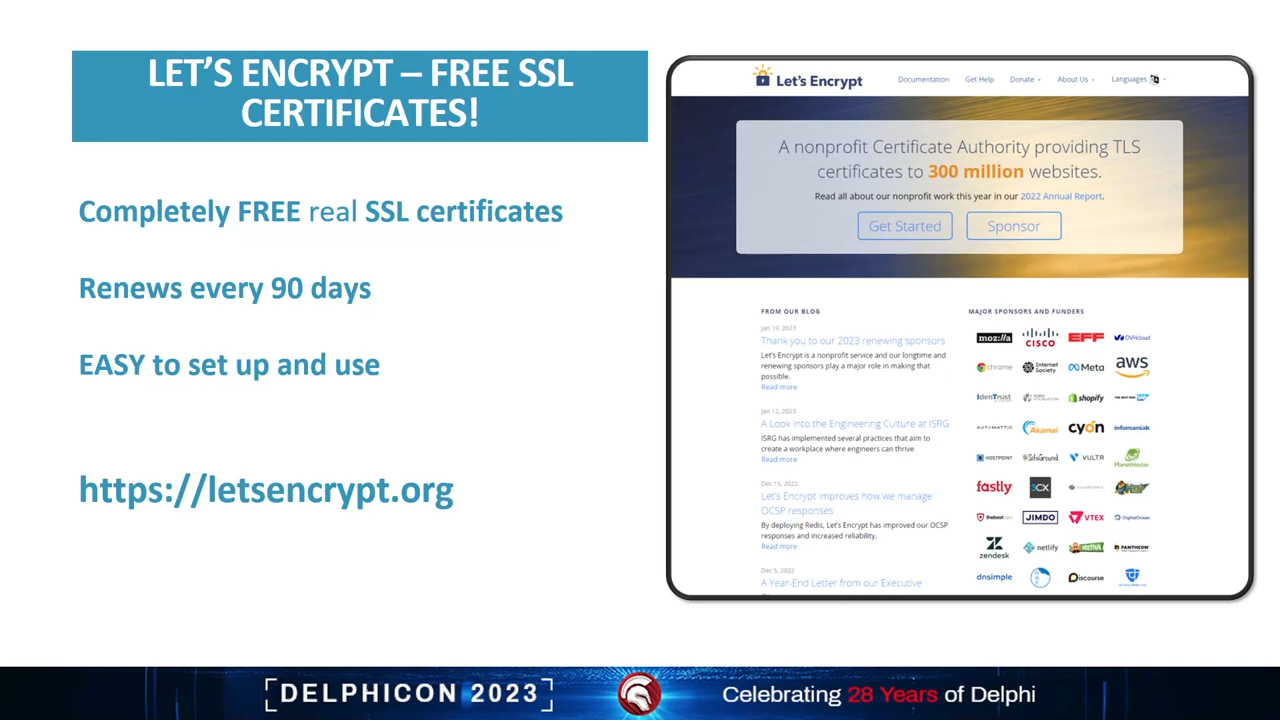 LET’S ENCRYPT – FREE SSL
CERTIFICATES!
Completely FREE real SSL certificates
Renews every 90 days
EASY to set up and use
https://letsencrypt.org
Let's Encrypt
Documentation
Get Help
Donate
About Us
Languages
A nonprofit Certificate Authority providing TLS
certificates to 300 million websites.
Read all about our nonprofit work this year in our 2022 Annual Report.
Get Started
Sponsor
FROM OUR BLOG
Jan 19, 2023
Thank you to our 2023 renewing sponsors
Let's Encrypt is a nonprofit service and our longtime and
renewing sponsors play a major role in making that
possible.
Read more
Jan 12, 2023
A Look into the Engineering Culture at ISRG
ISRG has implemented several practices that aim to
create a workplace where engineers can thrive.
Read more
Dec 15, 2022
Let's Encrypt improves how we manage
OCSP responses
By deploying Redis, Let's Encrypt has improved our OCSP
responses and increased reliability.
Read more
Dec 5, 2022
A Year-End Letter from our Executive
MAJOR SPONSORS AND FUNDERS
moz://a
CISCO
EFF
OVHcloud
chrome
Internet
Society
Meta
aws
IdenTrust
shopify
AUTOMATTIC
Akamai
cyon
infomaniak
HOSTPOINT
SiteGround
VULTR
PlanetHoster
fastly
3CX
SQUARESPACE
JIMDO
VTEX
DigitalOcean
zendesk
netlify
PANTHEON
dnsimple
Discourse
[DELPHICON 2023]
Celebrating 28 Years of Delphi